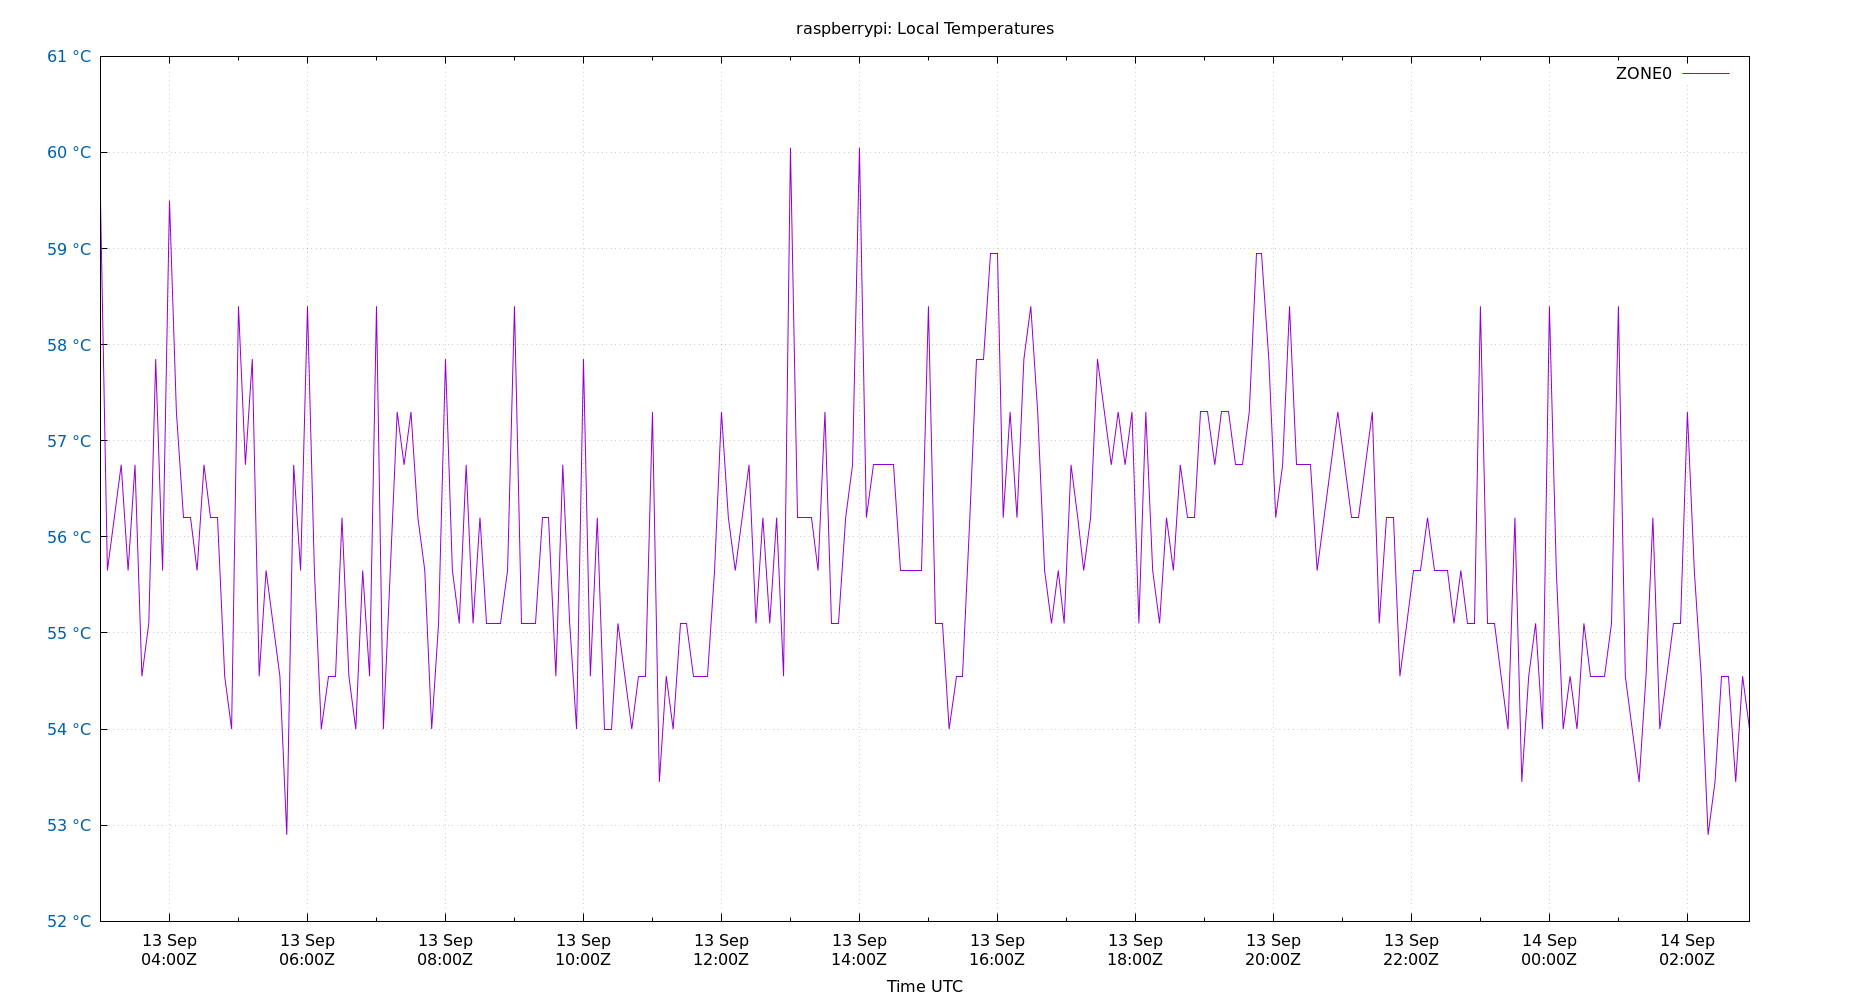 raspberrypi: Local Temperatures
61 °C
ZONE0
60 °C
59 °C
58 °C
57 °C
56 °C
55 °C
54 °C
53 °C
52 °C
13 Sep 13 Sep 13 Sep 13 Sep 13 Sep 13 Sep 13 Sep 13 Sep 13 Sep 13 Sep 14 Sep 14 Sep
04:00Z 06:00Z 08:00Z 10:00Z 12:00Z 14:00Z 16:00Z 18:00Z 20:00Z 22:00Z 00:00Z 02:00Z
Time UTC